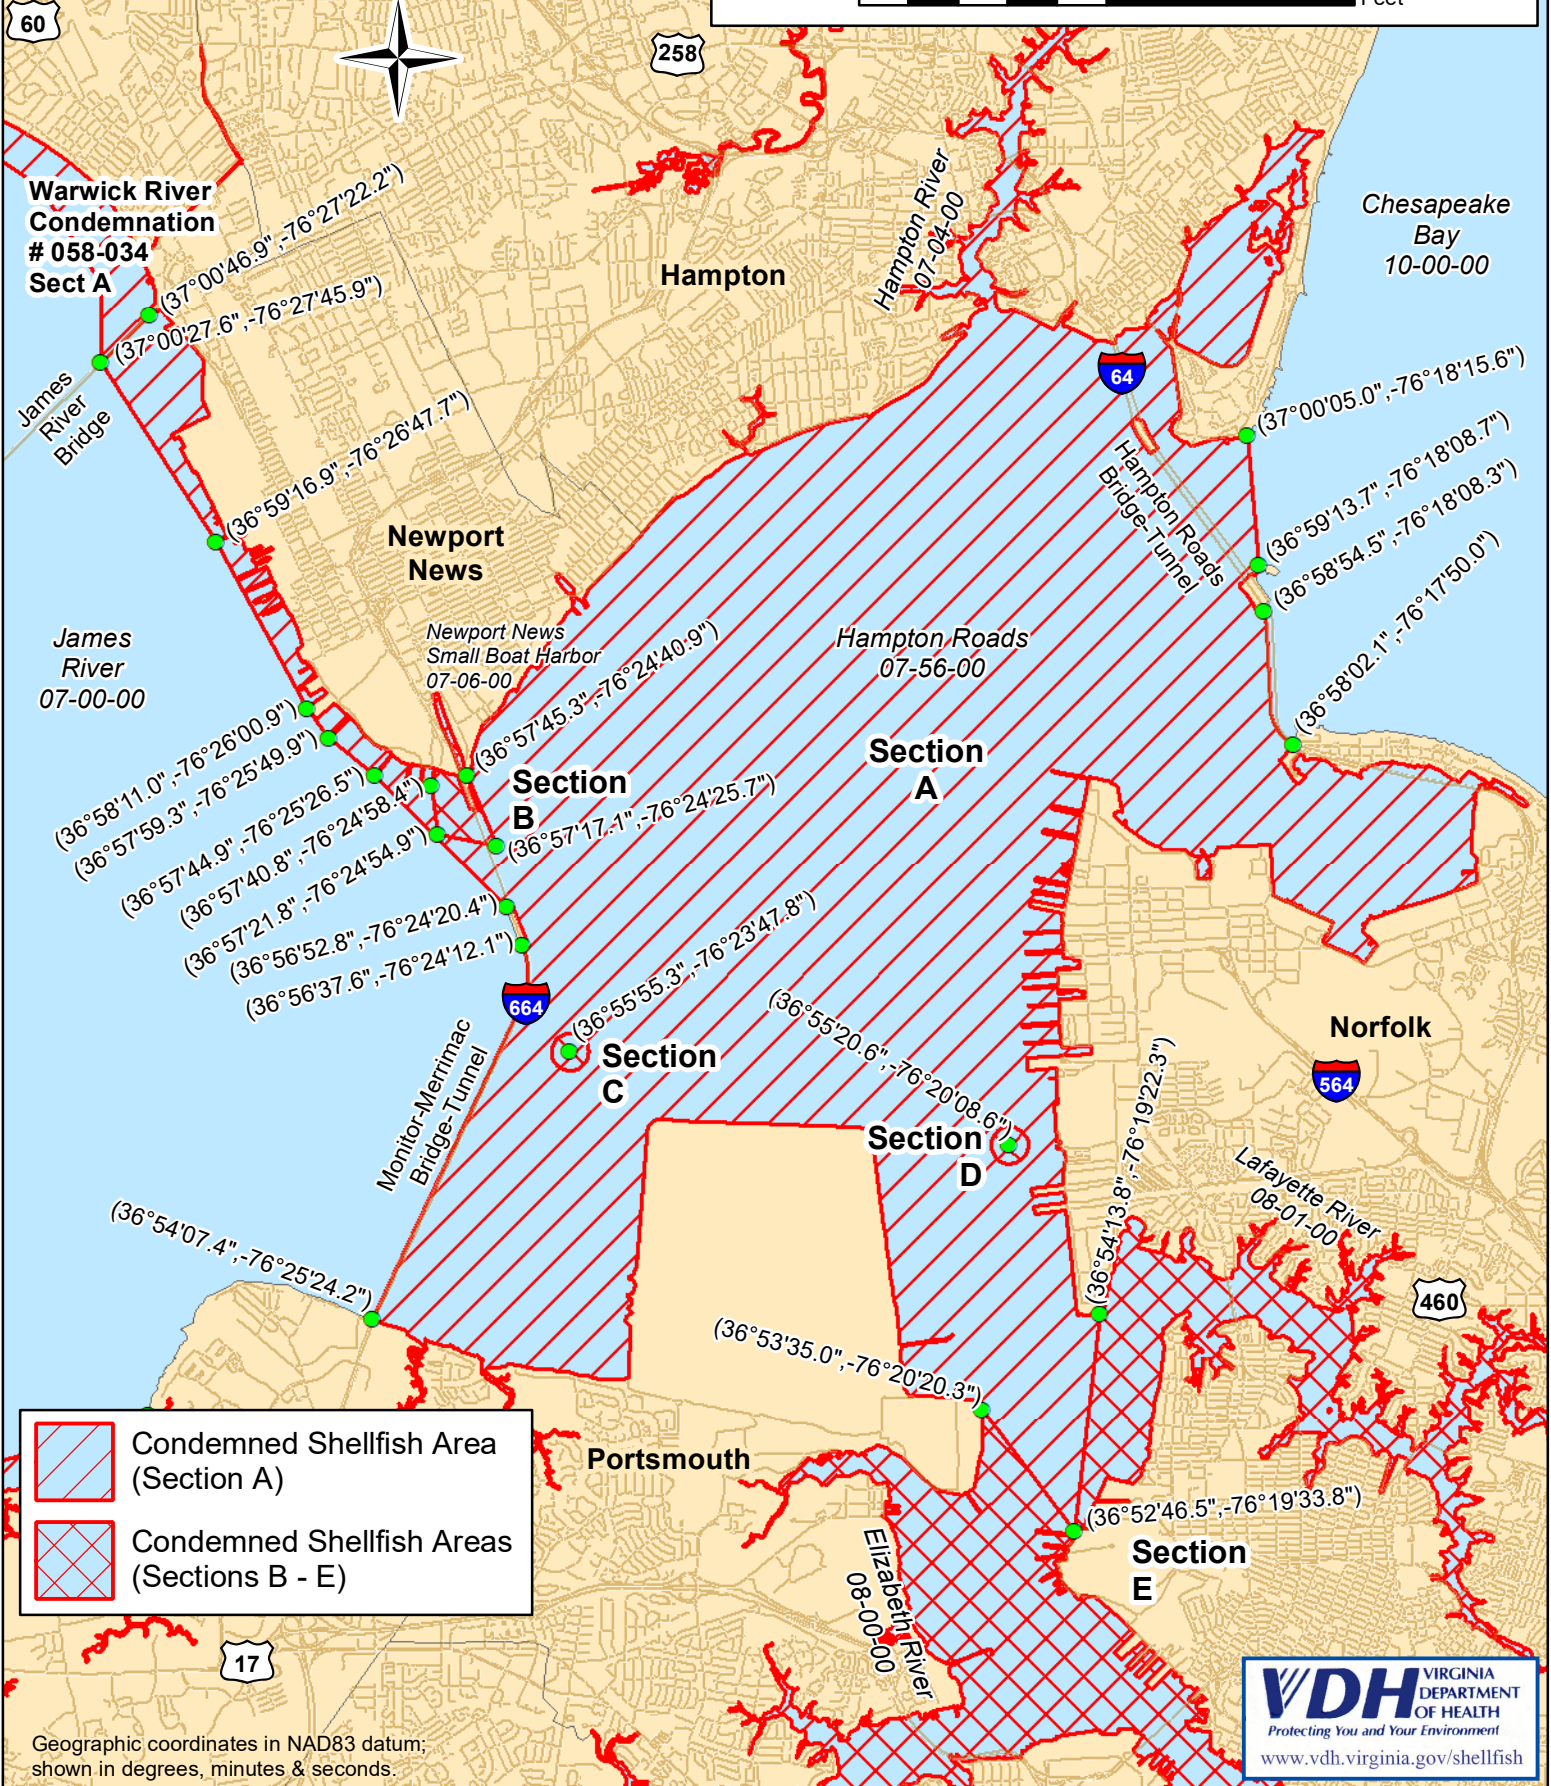 Feet
60
258
Warwick River
Condemnation
# 058-034
Sect A
(37°00'46.9",-76°27'22.2")
(37°00'27.6",-76°27'45.9")
James
River
Bridge
(36°59'16.9",-76°26'47.7")
Hampton
Hampton River
07-04-00
Chesapeake
Bay
10-00-00
64
(37°00'05.0",-76°18'15.6")
Hampton Roads
Bridge-Tunnel
(36°59'13.7",-76°18'08.7")
(36°58'54.5",-76°18'08.3")
(36°58'02.1",-76°17'50.0")
Newport
News
James
River
07-00-00
Newport News
Small Boat Harbor
07-06-00
Hampton Roads
07-56-00
(36°57'45.3",-76°24'40.9")
Section
A
Section
B
(36°57'17.1",-76°24'25.7")
(36°58'11.0",-76°26'00.9")
(36°57'59.3",-76°25'49.9")
(36°57'44.9",-76°25'26.5")
(36°57'40.8",-76°24'58.4")
(36°57'21.8",-76°24'54.9")
(36°56'52.8",-76°24'20.4")
(36°56'37.6",-76°24'12.1")
664
(36°55'55.3",-76°23'47.8")
Section
C
Monitor-Merrimac
Bridge-Tunnel
(36°55'20.6",-76°20'08.6")
Section
D
Norfolk
564
(36°54'13.8",-76°19'22.3")
Lafayette River
08-01-00
460
(36°54'07.4",-76°25'24.2")
(36°53'35.0",-76°20'20.3")
Portsmouth
(36°52'46.5",-76°19'33.8")
Section
E
Elizabeth River
08-00-00
Condemned Shellfish Area
(Section A)
Condemned Shellfish Areas
(Sections B - E)
17
Geographic coordinates in NAD83 datum;
shown in degrees, minutes & seconds.
VDH VIRGINIA
DEPARTMENT
OF HEALTH
Protecting You and Your Environment
www.vdh.virginia.gov/shellfish